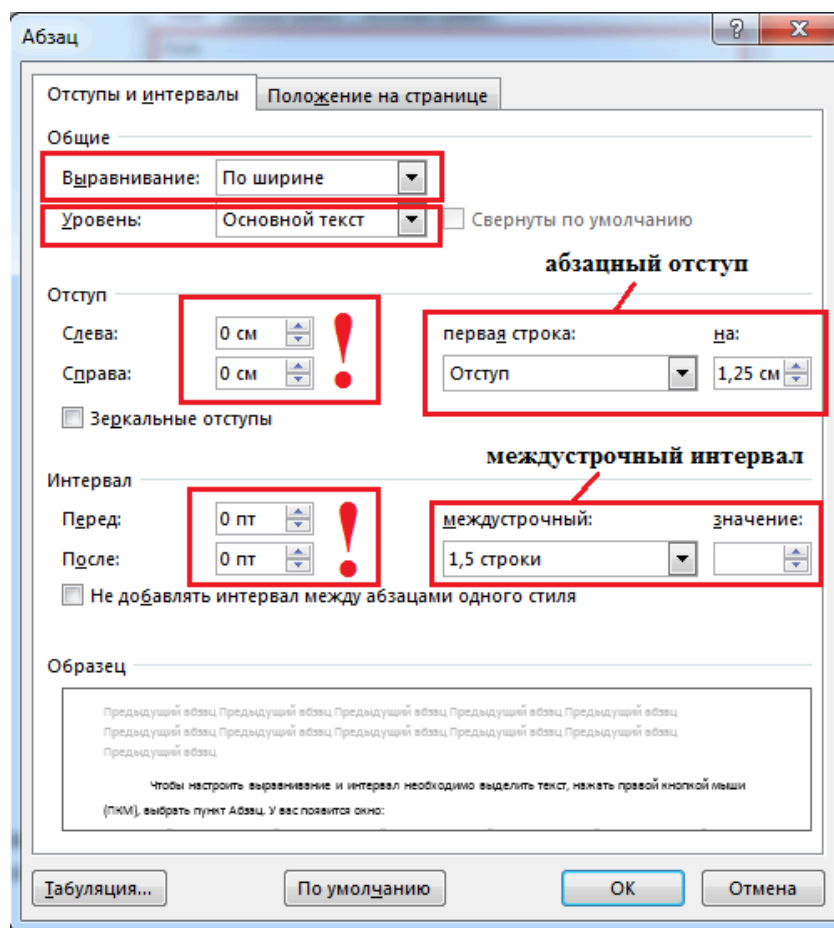 Абзац
Отступы и интервалы Положение на странице
Общие
Выравнивание: По ширине
Уровень: Основной текст Свернуты по умолчанию
абзацный отступ
Отступ
Слева: 0 см ! первая строка: на:
Справа: 0 см Отступ 1,25 см
Зеркальные отступы
междустрочный интервал
Интервал
Перед: 0 пт ! междустрочный: значение:
После: 0 пт 1,5 строки
Не добавлять интервал между абзацами одного стиля
Образец
Предыдущий абзац Предыдущий абзац Предыдущий абзац Предыдущий абзац Предыдущий абзац
Предыдущий абзац Предыдущий абзац Предыдущий абзац Предыдущий абзац Предыдущий абзац
Предыдущий абзац
Чтобы настроить выравнивание и интервал необходимо выделить текст, нажать правой кнопкой мыши
(ПКМ), выбрать пункт Абзац. У вас появится окно:
Табуляция... По умолчанию ОК Отмена